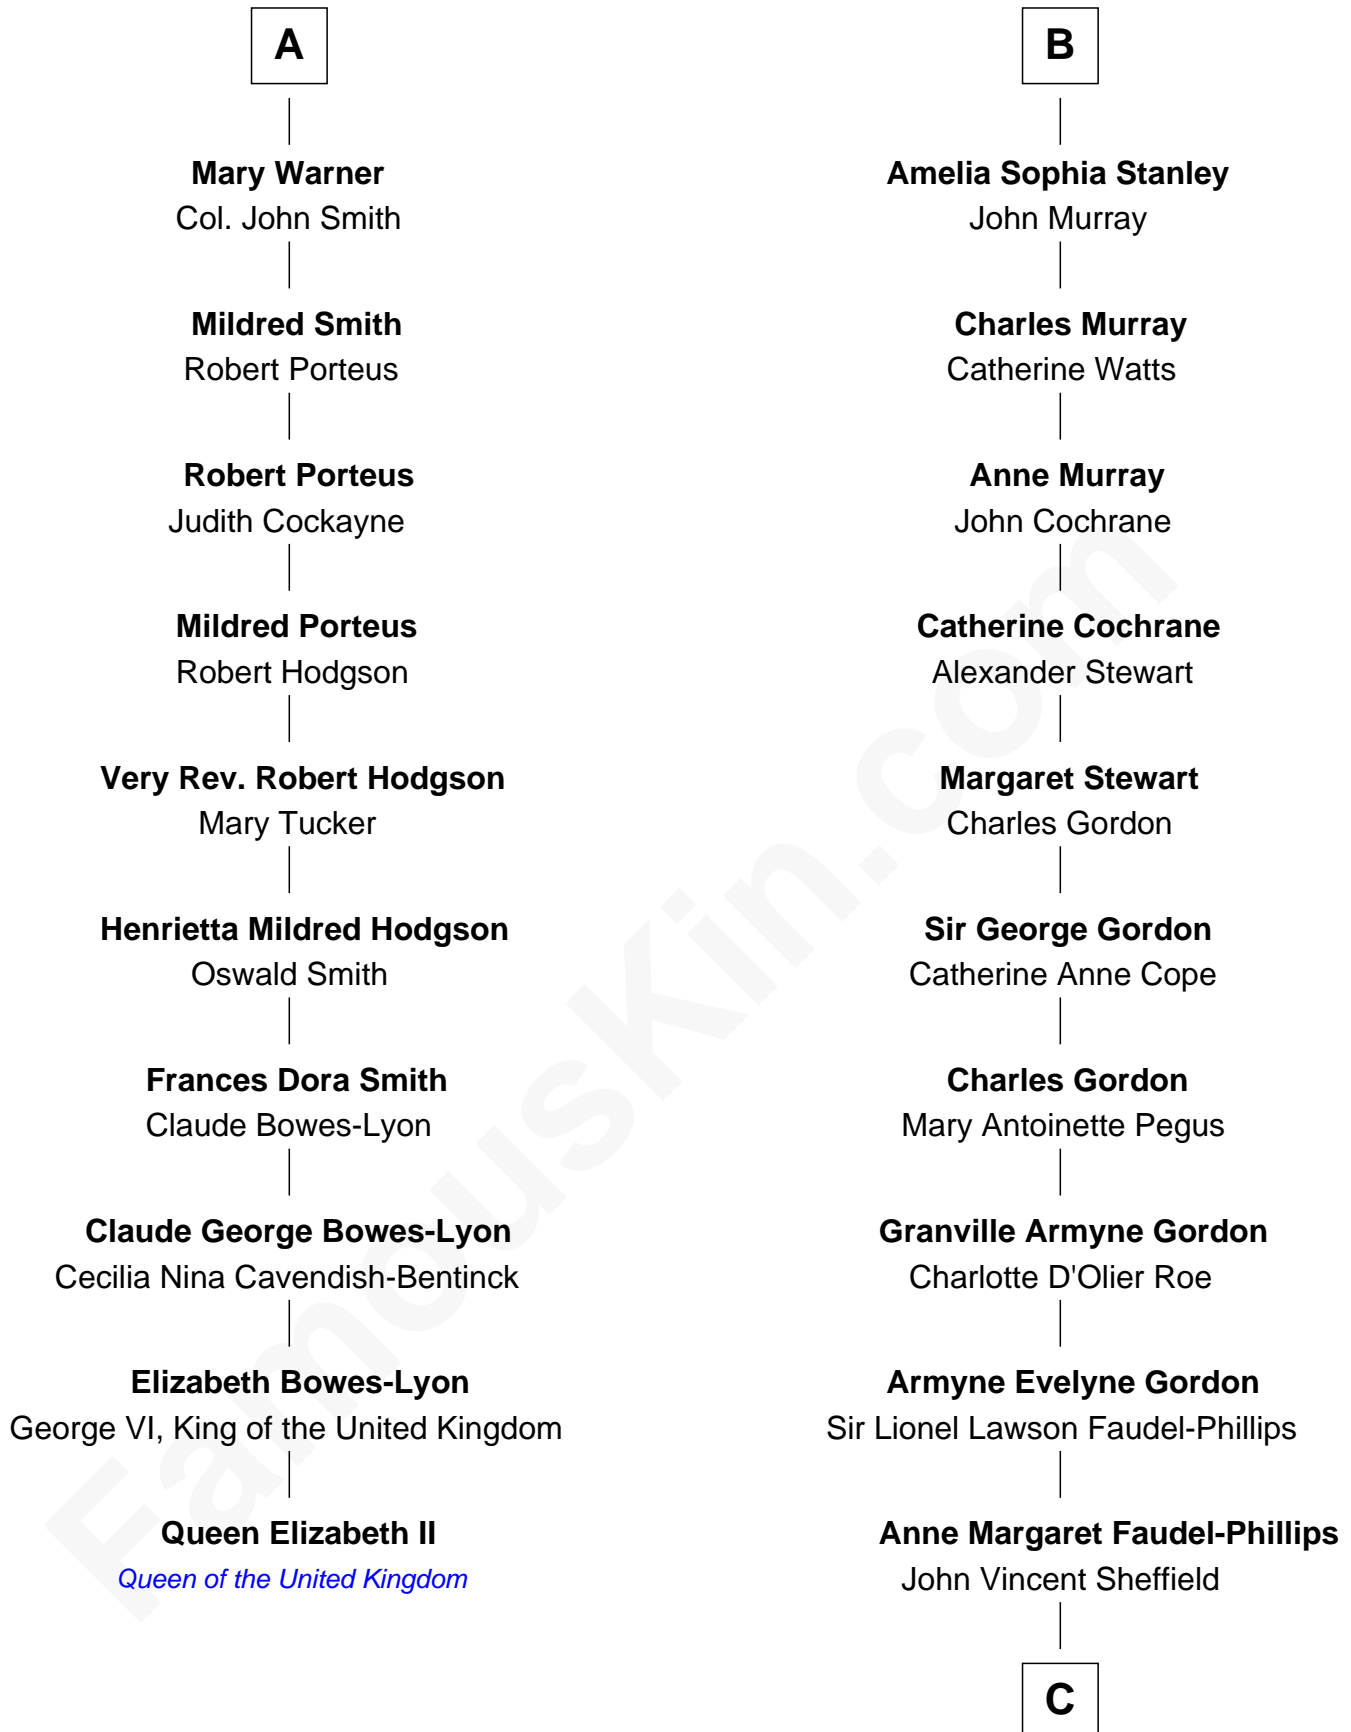 A
Mary Warner
Col. John Smith
Mildred Smith
Robert Porteus
Robert Porteus
Judith Cockayne
Mildred Porteus
Robert Hodgson
Very Rev. Robert Hodgson
Mary Tucker
Henrietta Mildred Hodgson
Oswald Smith
Frances Dora Smith
Claude Bowes-Lyon
Claude George Bowes-Lyon
Cecilia Nina Cavendish-Bentinck
Elizabeth Bowes-Lyon
George VI, King of the United Kingdom
Queen Elizabeth II
Queen of the United Kingdom
B
Amelia Sophia Stanley
John Murray
Charles Murray
Catherine Watts
Anne Murray
John Cochrane
Catherine Cochrane
Alexander Stewart
Margaret Stewart
Charles Gordon
Sir George Gordon
Catherine Anne Cope
Charles Gordon
Mary Antoinette Pegus
Granville Armyne Gordon
Charlotte D'Olier Roe
Armyne Evelyne Gordon
Sir Lionel Lawson Faudel-Phillips
Anne Margaret Faudel-Phillips
John Vincent Sheffield
C
FamousKin.com